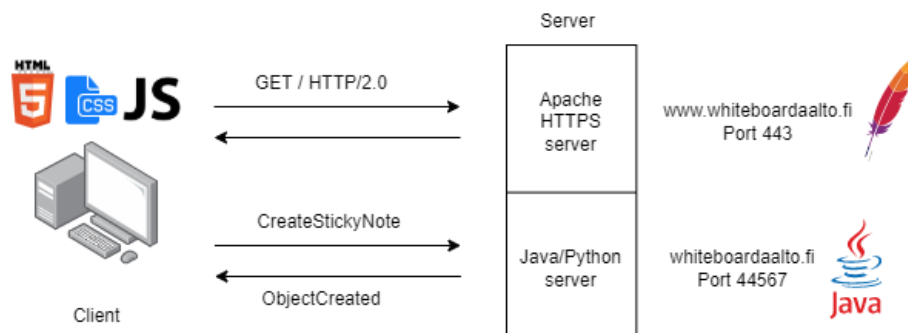 Server
HTML
5
CSS
JS
GET / HTTP/2.0
Apache
HTTPS
server
www.whiteboardaalto.fi
Port 443
CreateStickyNote
ObjectCreated
Java/Python
server
whiteboardaalto.fi
Port 44567
Java
Client